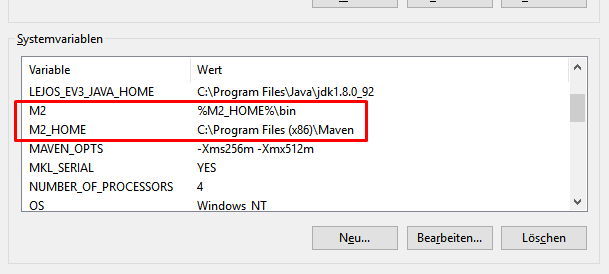 Systemvariablen
Variable Wert
LEJOS_EV3_JAVA_HOME C:\Program Files\Java\jdk1.8.0_92
M2 %M2_HOME%\bin
M2_HOME C:\Program Files (x86)\Maven
MAVEN_OPTS -Xms256m -Xmx512m
MKL_SERIAL YES
NUMBER_OF_PROCESSORS 4
OS Windows_NT
Neu... Bearbeiten... Löschen